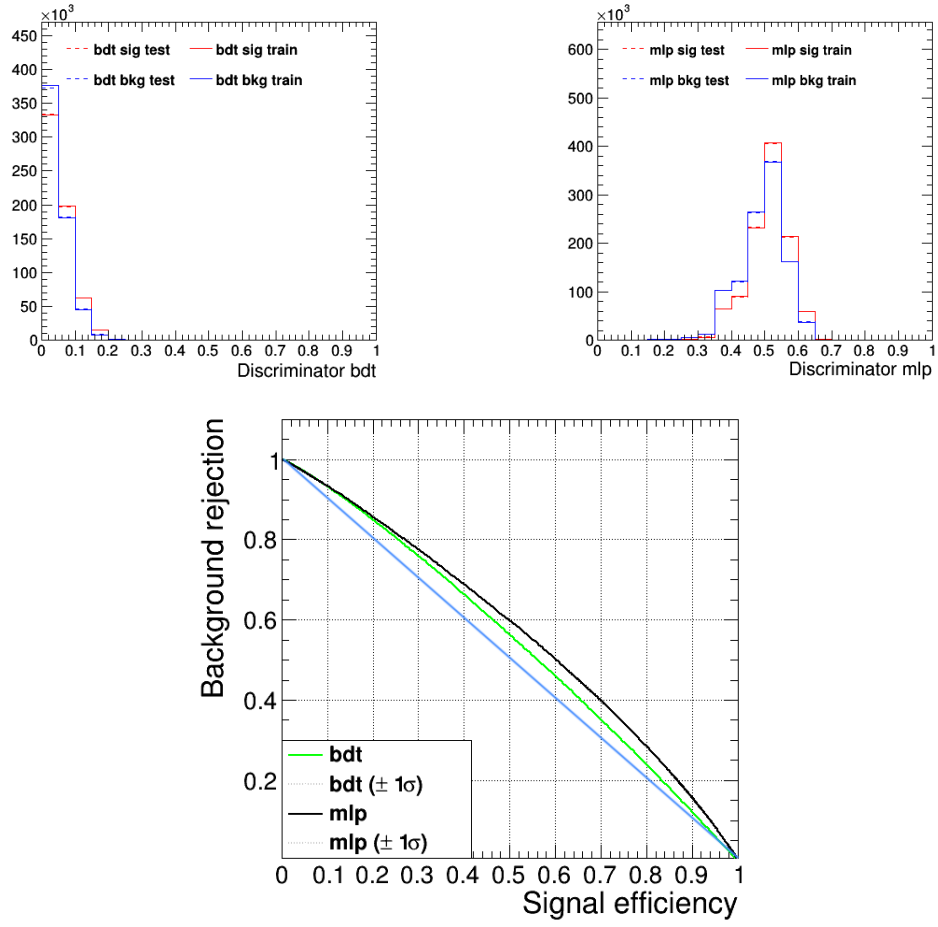 ×10³
450
400
350
300
250
200
150
100
50
0
bdt sig test bdt sig train
bdt bkg test bdt bkg train
0 0.1 0.2 0.3 0.4 0.5 0.6 0.7 0.8 0.9 1
Discriminator bdt
×10³
600
500
400
300
200
100
0
mlp sig test mlp sig train
mlp bkg test mlp bkg train
0 0.1 0.2 0.3 0.4 0.5 0.6 0.7 0.8 0.9 1
Discriminator mlp
Background rejection
1
0.8
0.6
0.4
0.2
bdt
bdt (± 1σ)
mlp
mlp (± 1σ)
0 0.1 0.2 0.3 0.4 0.5 0.6 0.7 0.8 0.9 1
Signal efficiency